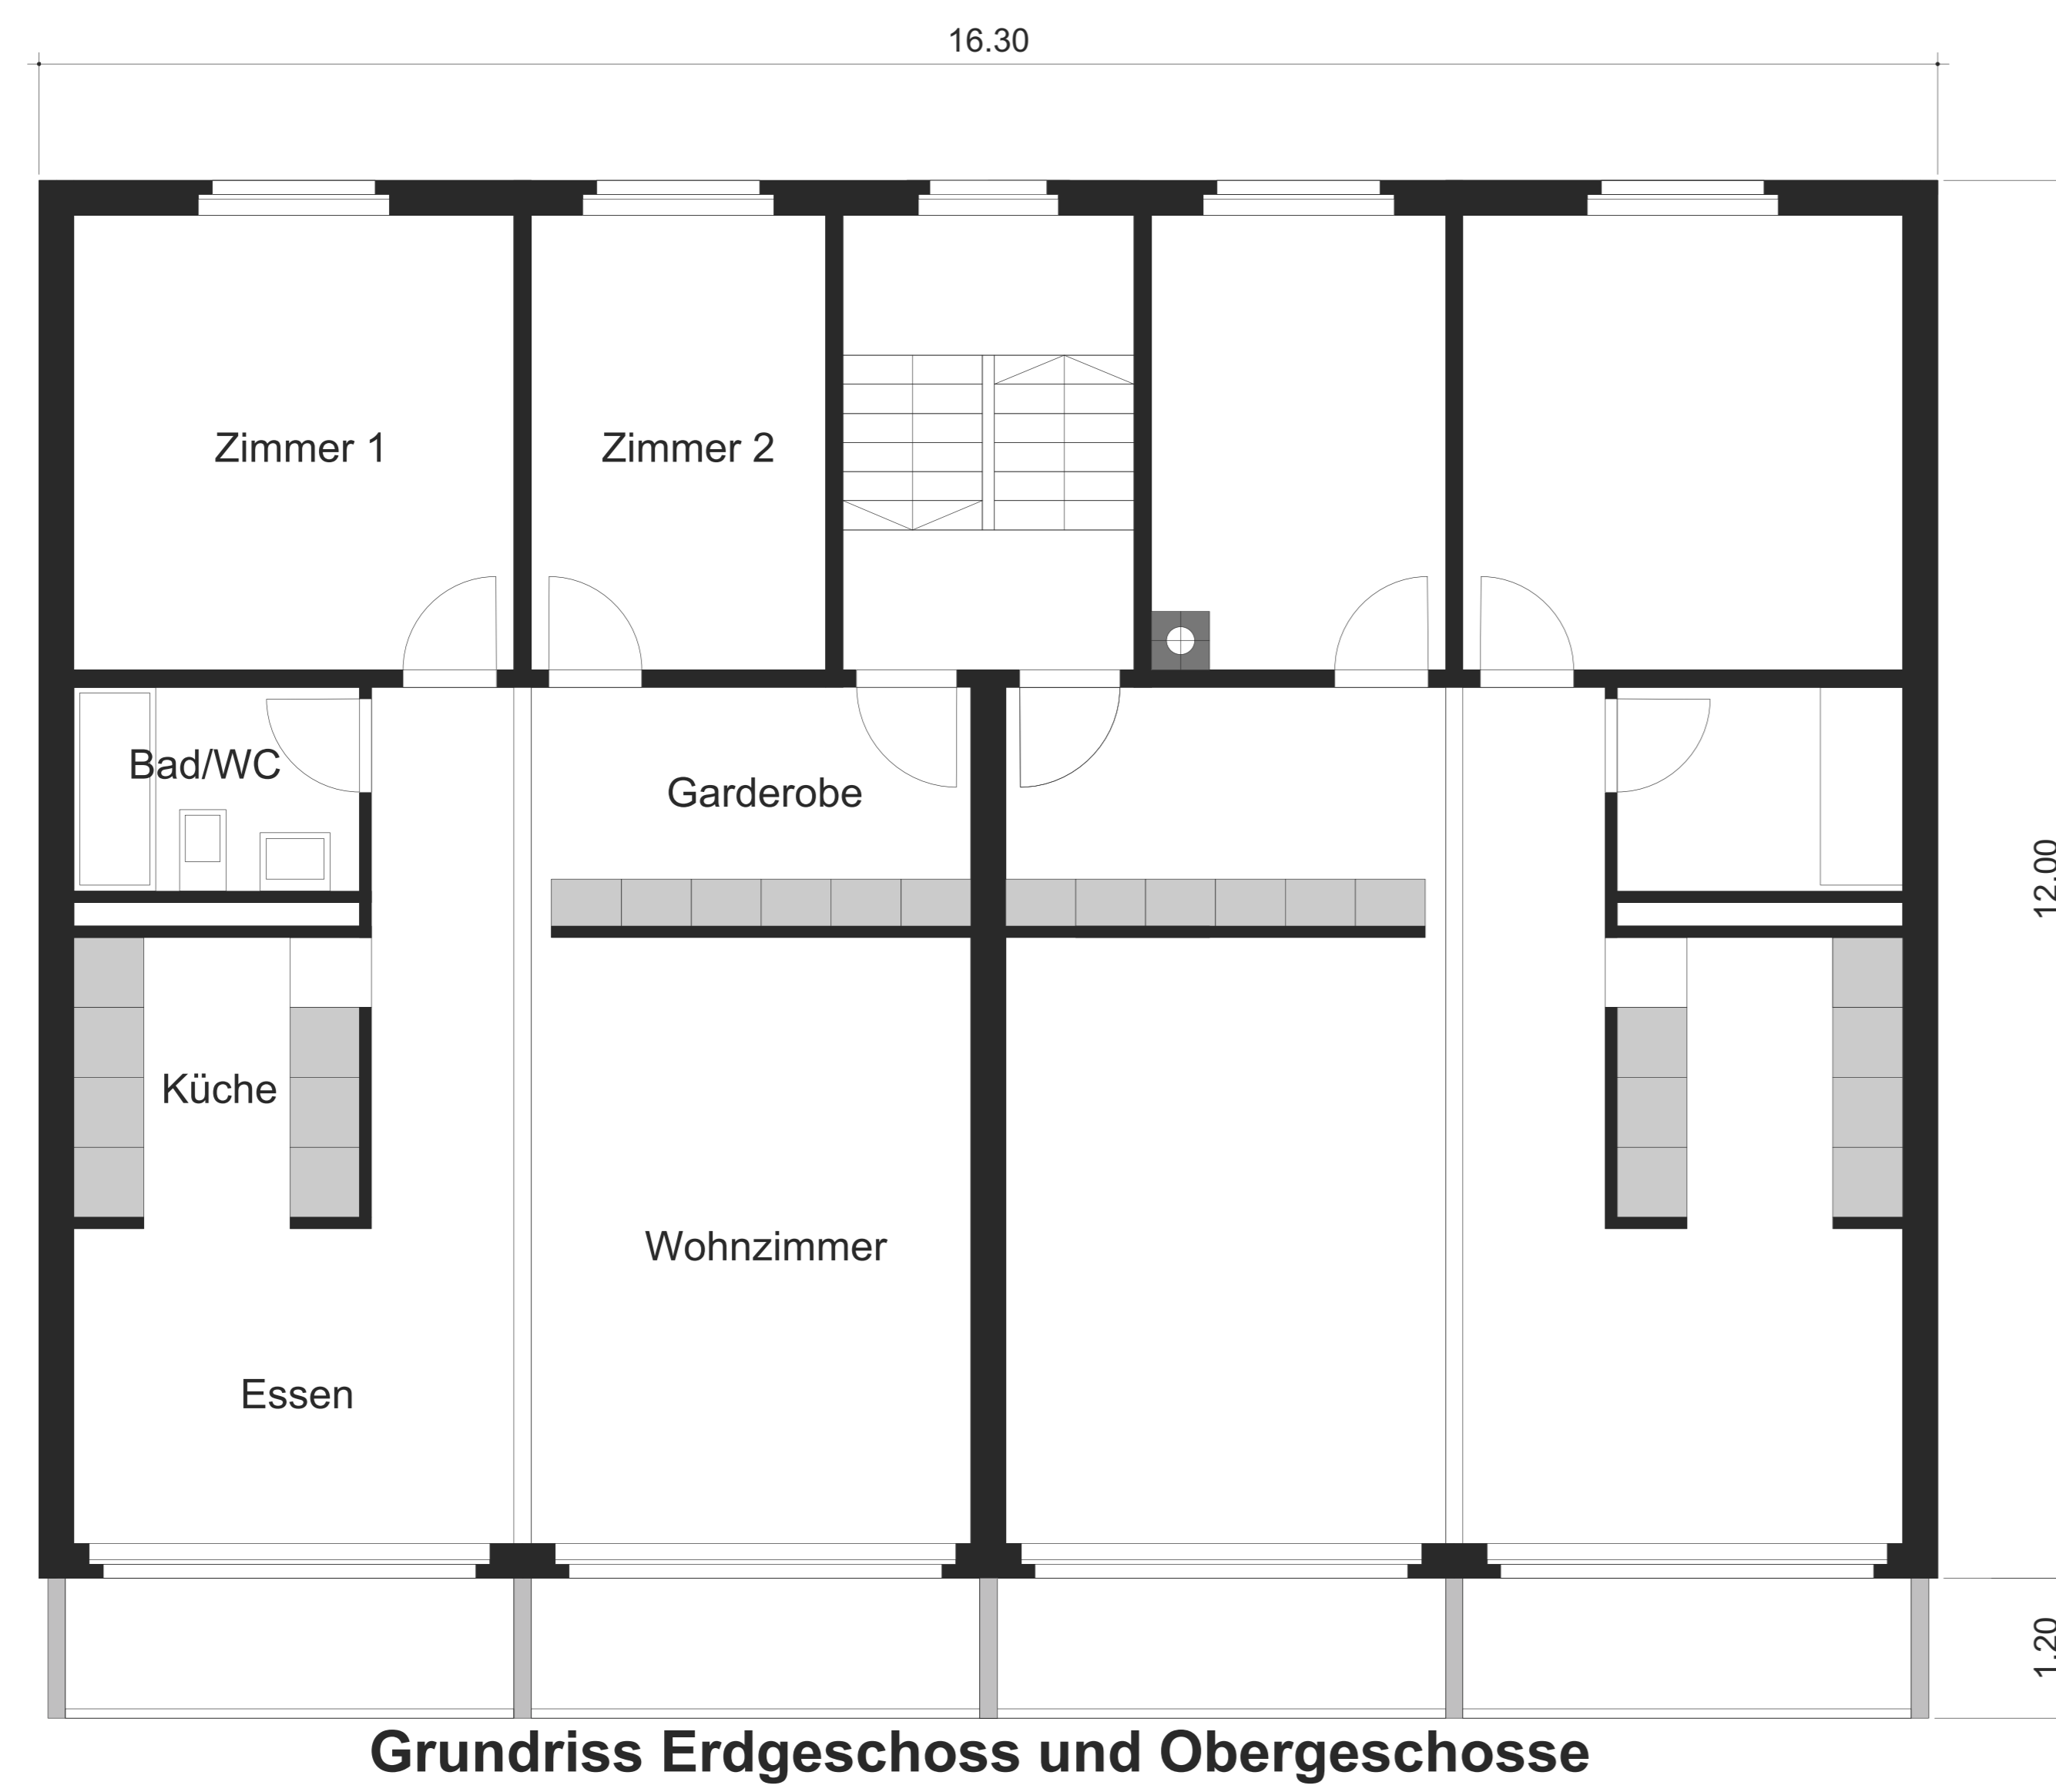 16.30
Zimmer 1
Zimmer 2
Bad/WC
Garderobe
12.00
Küche
Wohnzimmer
Essen
1.20
Grundriss Erdgeschoss und Obergeschosse